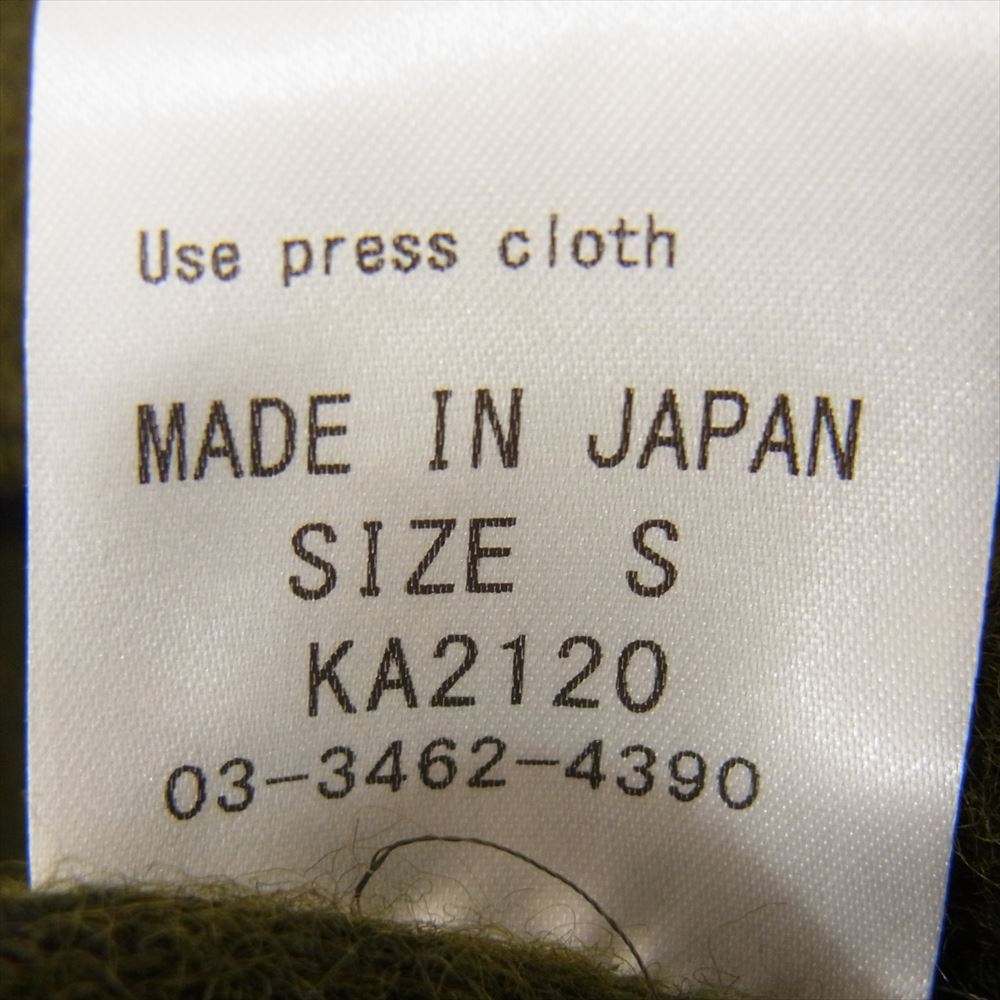 Use press cloth
MADE IN JAPAN
SIZE S
KA2120
03-3462-4390